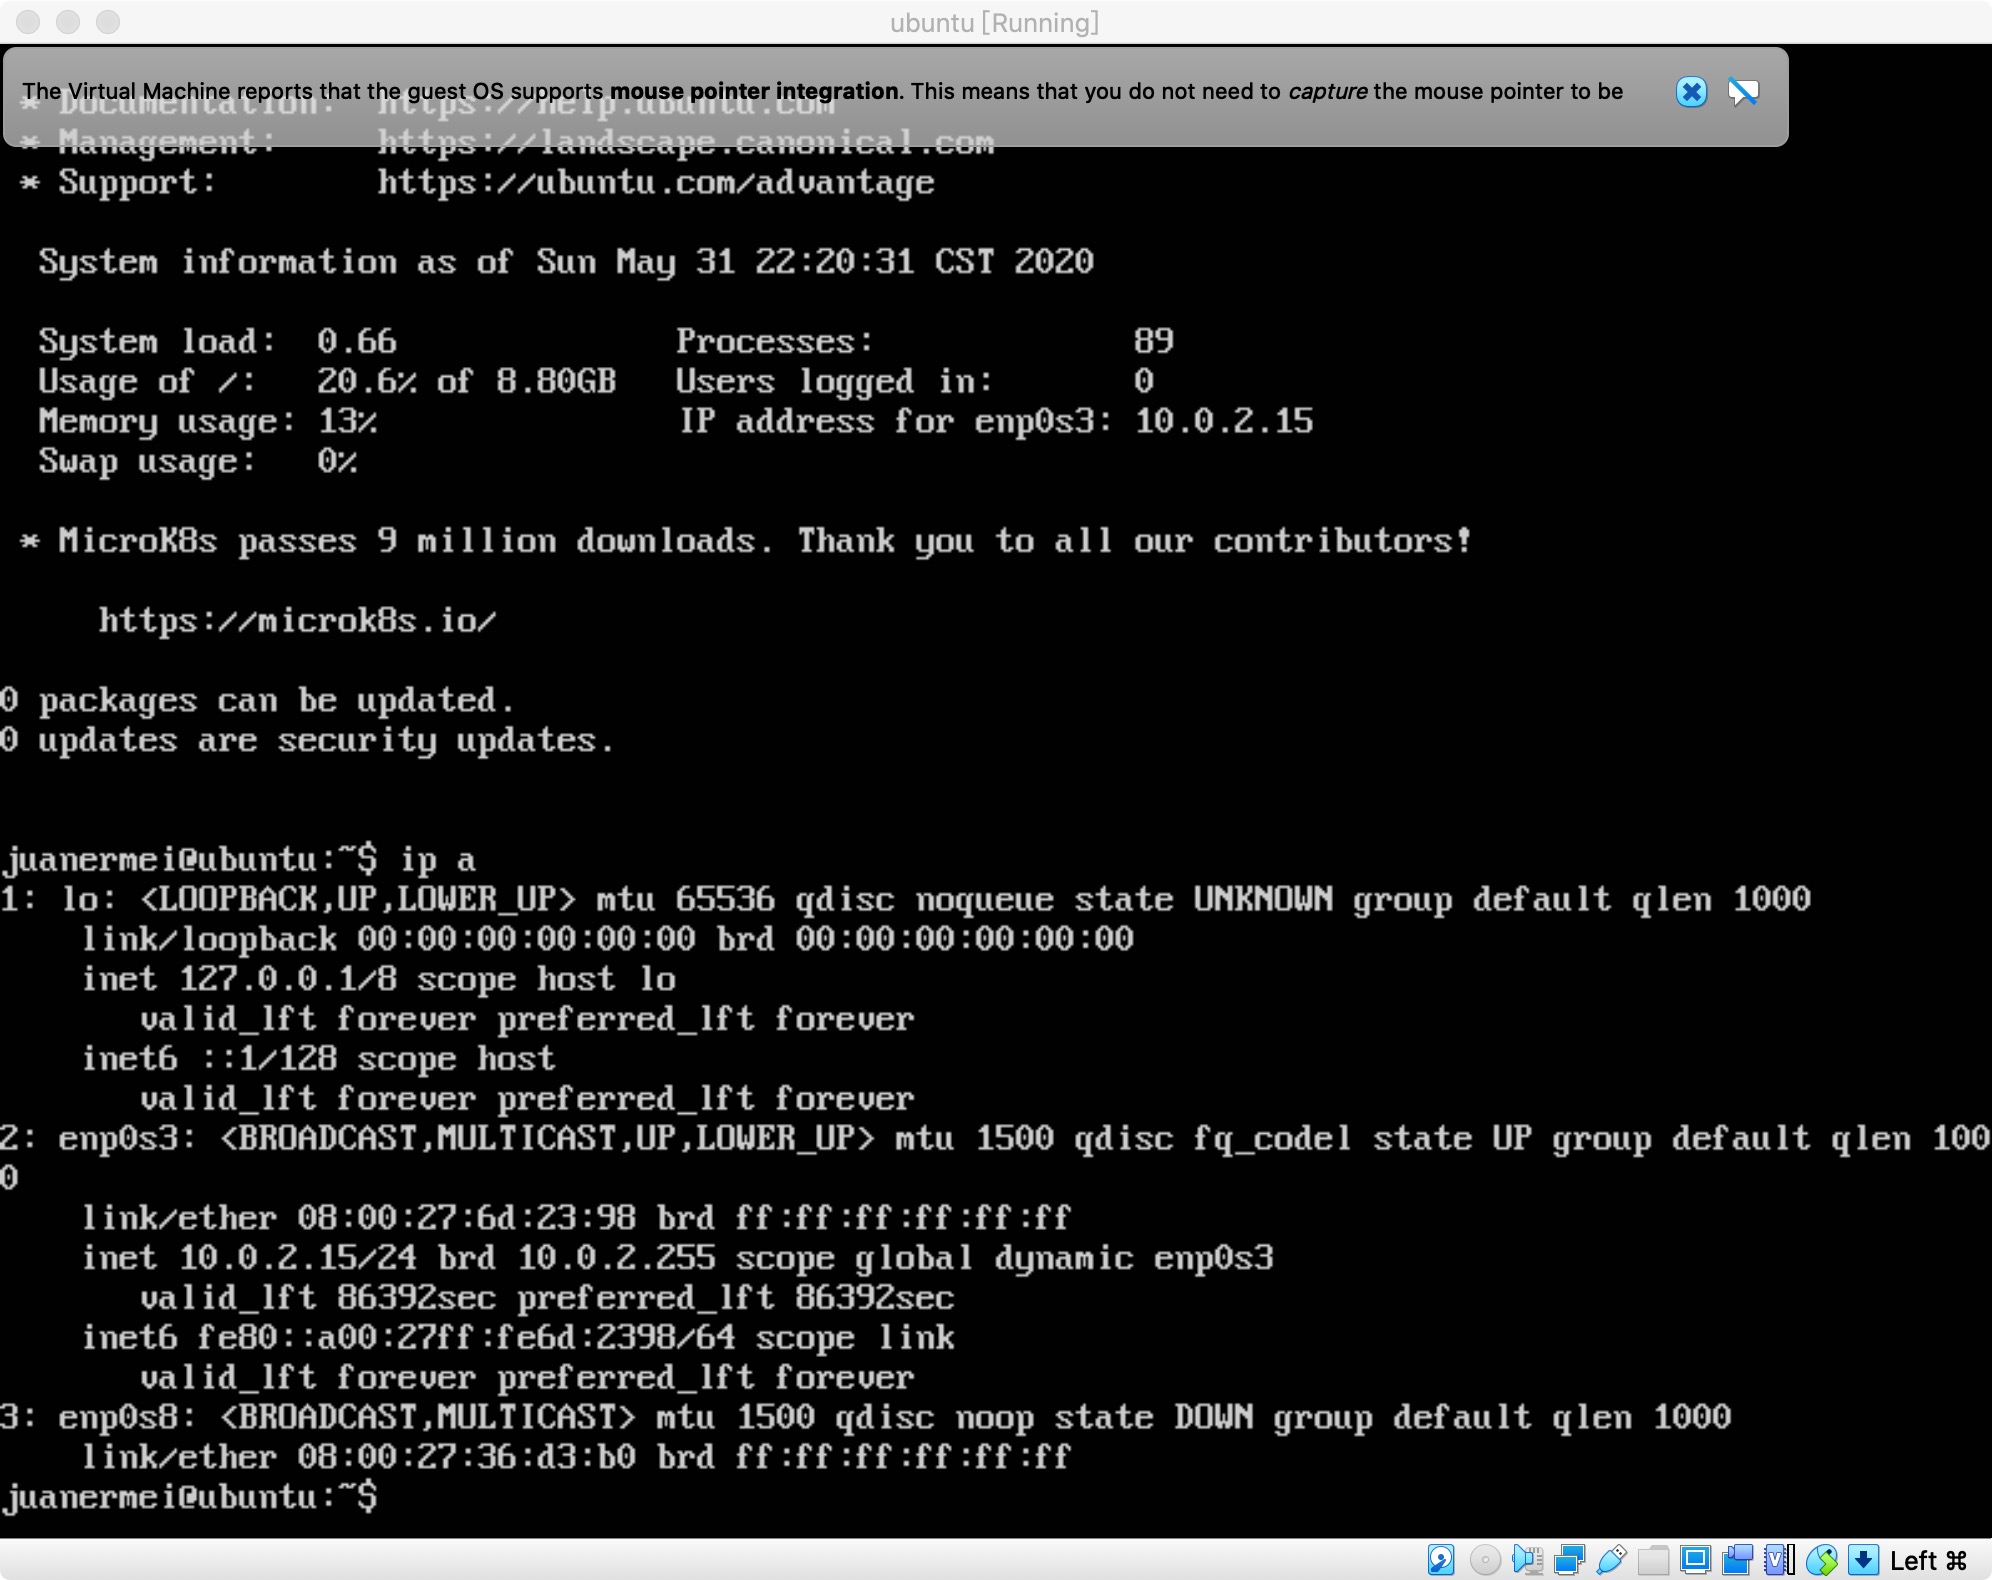 ubuntu [Running]
The Virtual Machine reports that the guest OS supports mouse pointer integration. This means that you do not need to capture the mouse pointer to be
* Documentation: https://help.ubuntu.com
* Management: https://landscape.canonical.com
* Support: https://ubuntu.com/advantage
System information as of Sun May 31 22:20:31 CST 2020
System load: 0.66 Processes: 89
Usage of /: 20.6% of 8.80GB Users logged in: 0
Memory usage: 13% IP address for enp0s3: 10.0.2.15
Swap usage: 0%
* MicroK8s passes 9 million downloads. Thank you to all our contributors!
https://microk8s.io/
0 packages can be updated.
0 updates are security updates.
juanermei@ubuntu:~$ ip a
1: lo: <LOOPBACK,UP,LOWER_UP> mtu 65536 qdisc noqueue state UNKNOWN group default qlen 1000
link/loopback 00:00:00:00:00:00 brd 00:00:00:00:00:00
inet 127.0.0.1/8 scope host lo
valid_lft forever preferred_lft forever
inet6 ::1/128 scope host
valid_lft forever preferred_lft forever
2: enp0s3: <BROADCAST,MULTICAST,UP,LOWER_UP> mtu 1500 qdisc fq_codel state UP group default qlen 100
0
link/ether 08:00:27:6d:23:98 brd ff:ff:ff:ff:ff:ff
inet 10.0.2.15/24 brd 10.0.2.255 scope global dynamic enp0s3
valid_lft 86392sec preferred_lft 86392sec
inet6 fe80::a00:27ff:fe6d:2398/64 scope link
valid_lft forever preferred_lft forever
3: enp0s8: <BROADCAST,MULTICAST> mtu 1500 qdisc noop state DOWN group default qlen 1000
link/ether 08:00:27:36:d3:b0 brd ff:ff:ff:ff:ff:ff
juanermei@ubuntu:~$
Left ⌘